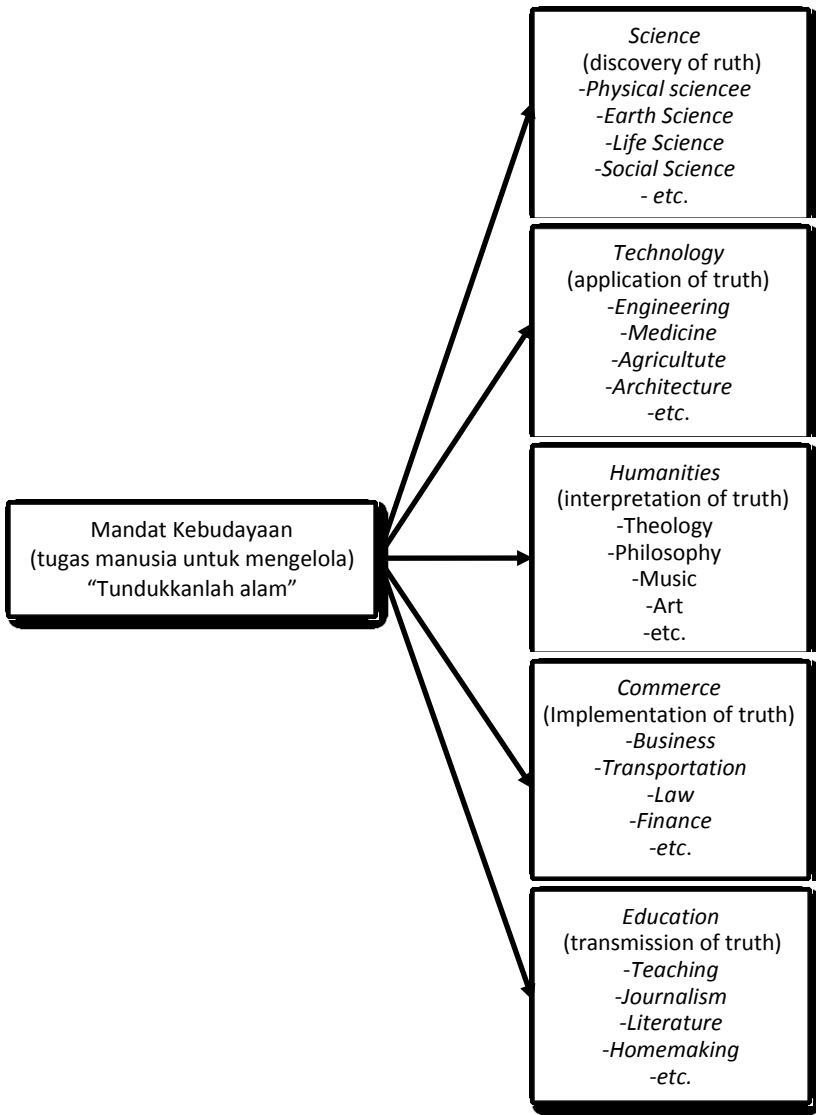 Science
(discovery of ruth)
-Physical sciencee
-Earth Science
-Life Science
-Social Science
- etc.
Technology
(application of truth)
-Engineering
-Medicine
-Agricultute
-Architecture
-etc.
Mandat Kebudayaan
(tugas manusia untuk mengelola)
“Tundukkanlah alam”
Humanities
(interpretation of truth)
-Theology
-Philosophy
-Music
-Art
-etc.
Commerce
(Implementation of truth)
-Business
-Transportation
-Law
-Finance
-etc.
Education
(transmission of truth)
-Teaching
-Journalism
-Literature
-Homemaking
-etc.